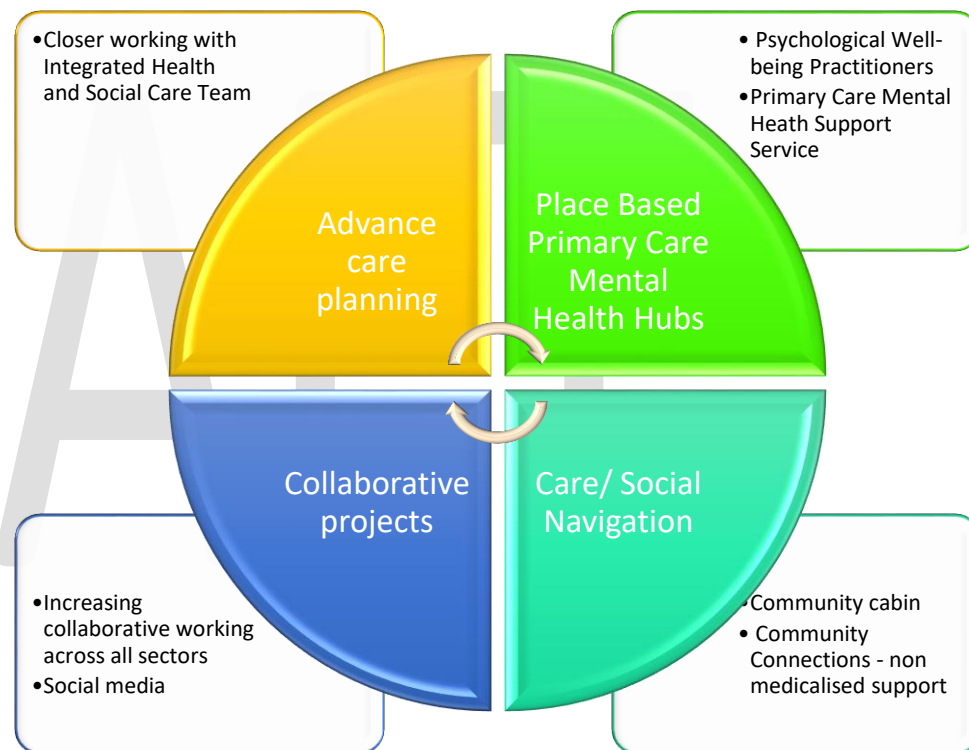 •Closer working with
Integrated Health
and Social Care Team
• Psychological Well-
being Practitioners
•Primary Care Mental
Heath Support
Service
Advance
care
planning
Place Based
Primary Care
Mental
Health Hubs
Collaborative
projects
Care/ Social
Navigation
•Increasing
collaborative working
across all sectors
•Social media
•Community cabin
• Community
Connections - non
medicalised support